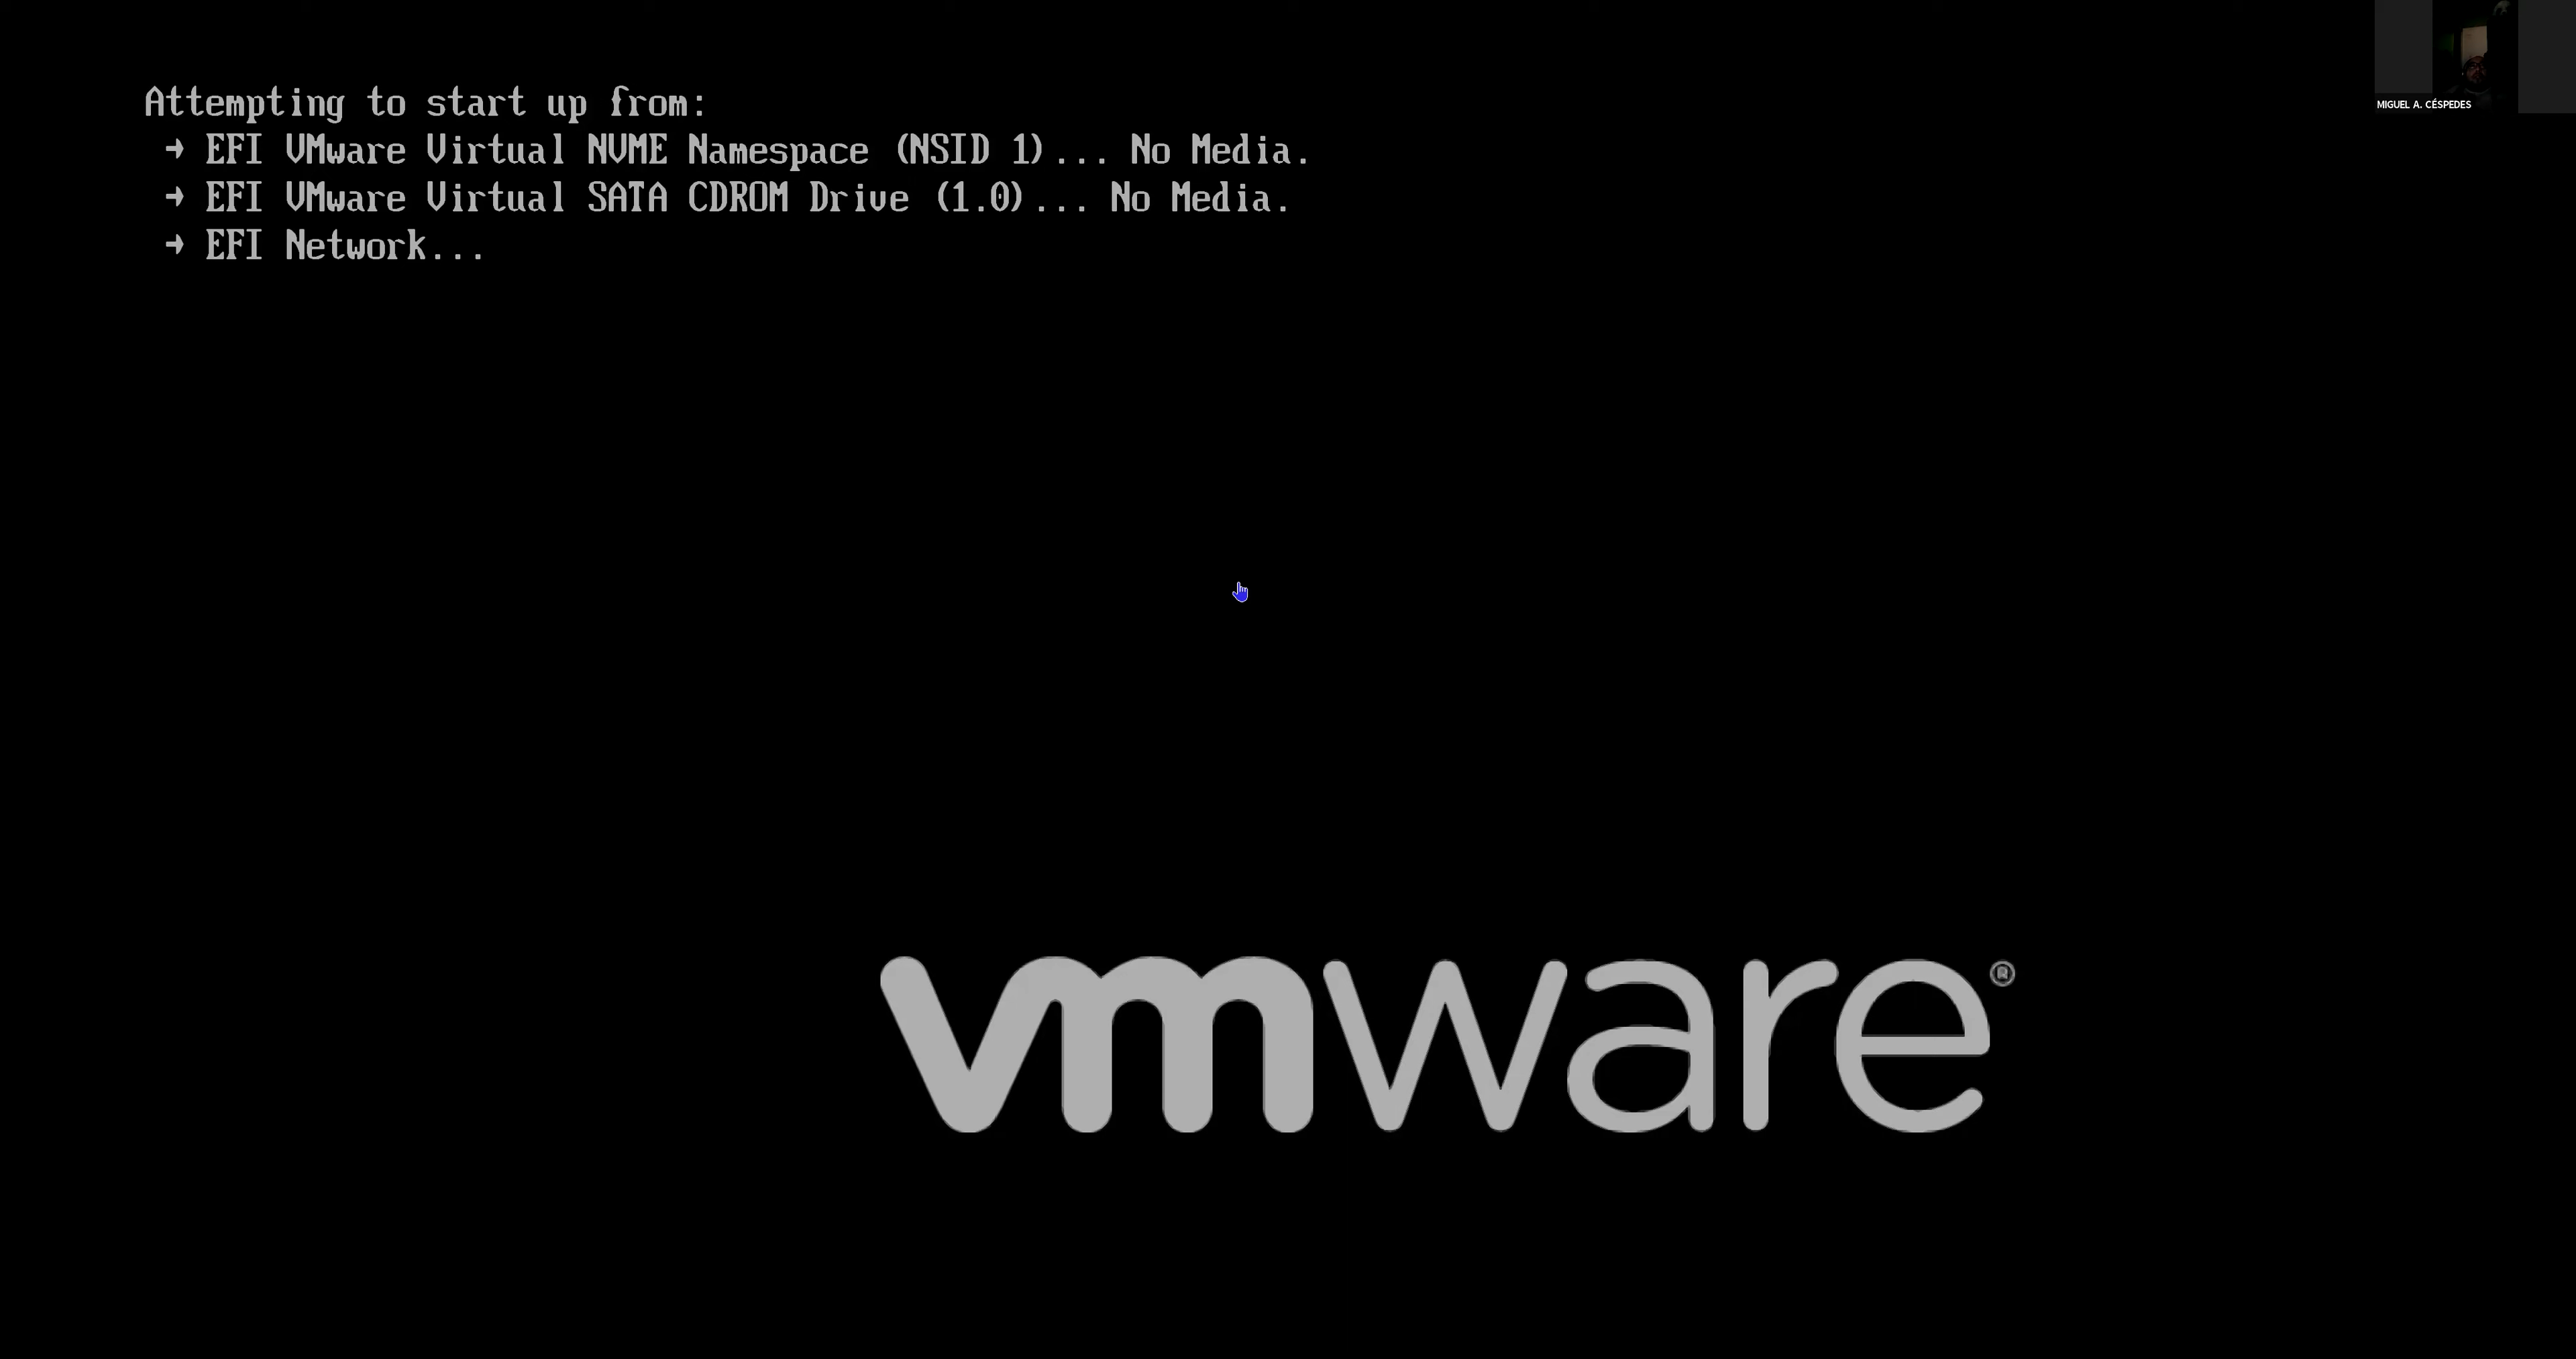 Attempting to start up from:
→ EFI VMware Virtual NVME Namespace (NSID 1)... No Media.
→ EFI VMware Virtual SATA CDROM Drive (1.0)... No Media.
→ EFI Network...
MIGUEL A. CÉSPEDES
vmware®